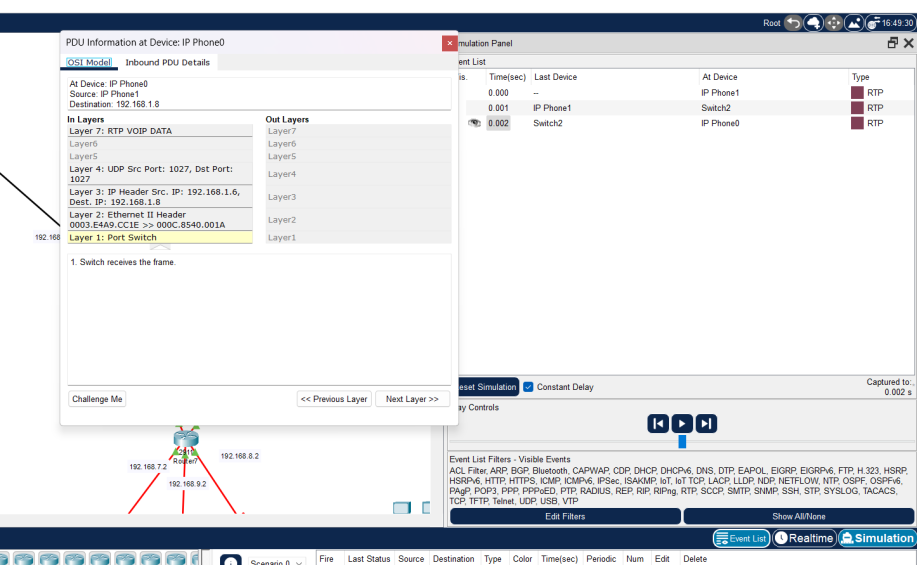 Root
16:49:30
PDU Information at Device: IP Phone0
OSI Model Inbound PDU Details
At Device: IP Phone0
Source: IP Phone1
Destination: 192.168.1.8
In Layers Out Layers
Layer 7: RTP VOIP DATA Layer7
Layer6 Layer6
Layer5 Layer5
Layer 4: UDP Src Port: 1027, Dst Port: 1027 Layer4
Layer 3: IP Header Src. IP: 192.168.1.6, Dest. IP: 192.168.1.8 Layer3
Layer 2: Ethernet II Header 0003.E4A9.CC1E >> 000C.8540.001A Layer2
Layer 1: Port Switch Layer1
1. Switch receives the frame.
Challenge Me << Previous Layer Next Layer >>
192.168
mulation Panel
ent List
is. Time(sec) Last Device At Device Type
0.000 -- IP Phone1 RTP
0.001 IP Phone1 Switch2 RTP
0.002 Switch2 IP Phone0 RTP
eset Simulation Constant Delay Captured to:
0.002 s
ay Controls
Event List Filters - Visible Events
ACL Filter, ARP, BGP, Bluetooth, CAPWAP, CDP, DHCP, DHCPv6, DNS, DTP, EAPOL, EIGRP, EIGRPv6, FTP, H.323, HSRP,
HSRPv6, HTTP, HTTPS, ICMP, ICMPv6, IPSec, ISAKMP, IoT, IoT TCP, LACP, LLDP, NDP, NETFLOW, NTP, OSPF, OSPFv6,
PAgP, POP3, PPP, PPPoED, PTP, RADIUS, REP, RIP, RIPng, RTP, SCCP, SMTP, SNMP, SSH, STP, SYSLOG, TACACS,
TCP, TFTP, Telnet, UDP, USB, VTP
Edit Filters Show All/None
Router7
192.168.8.2
192.168.7.2
192.168.9.2
Event List Realtime Simulation
Scenario 0
Fire Last Status Source Destination Type Color Time(sec) Periodic Num Edit Delete